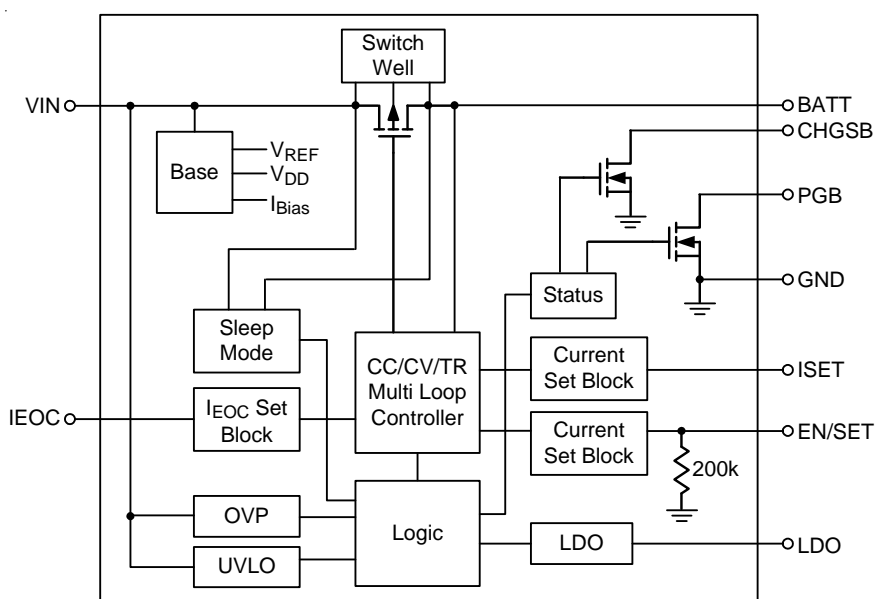 Switch
Well
VIN
BATT
CHGSB
Base
VREF
VDD
IBias
PGB
GND
Status
Sleep
Mode
CC/CV/TR
Multi Loop
Controller
Current
Set Block
ISET
IEOC
IEOC Set
Block
Current
Set Block
EN/SET
200k
OVP
Logic
LDO
LDO
UVLO